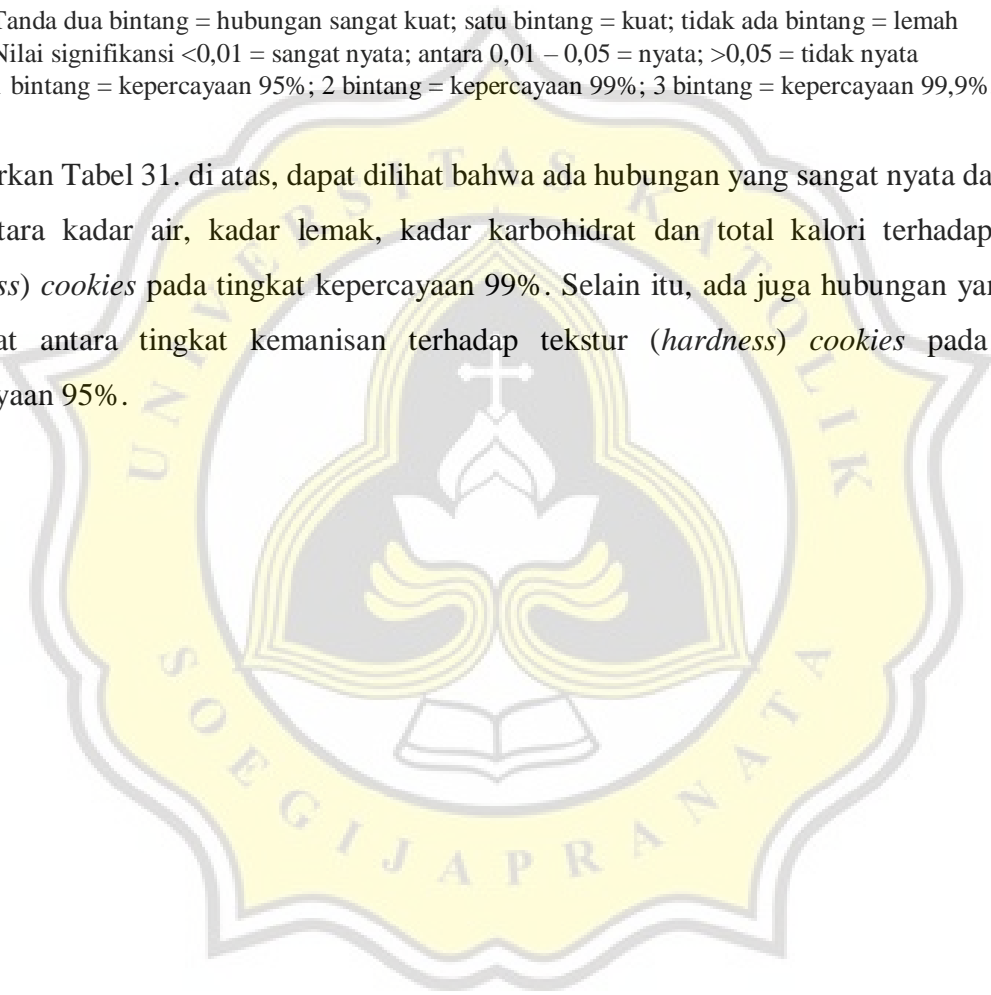 Tanda dua bintang = hubungan sangat kuat; satu bintang = kuat; tidak ada bintang = lemah
Nilai signifikansi <0,01 = sangat nyata; antara 0,01 – 0,05 = nyata; >0,05 = tidak nyata
bintang = kepercayaan 95%; 2 bintang = kepercayaan 99%; 3 bintang = kepercayaan 99,9%
rkan Tabel 31. di atas, dapat dilihat bahwa ada hubungan yang sangat nyata da
tara kadar air, kadar lemak, kadar karbohidrat dan total kalori terhadap
ss) cookies pada tingkat kepercayaan 99%. Selain itu, ada juga hubungan yan
at antara tingkat kemanisan terhadap tekstur (hardness) cookies pada
yaan 95%.
UNIVERSITAS KATOLIK
SOEGIJAPRANATA